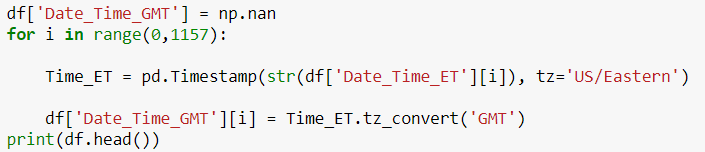 df['Date_Time_GMT'] = np.nan
for i in range(0,1157):
    Time_ET = pd.Timestamp(str(df['Date_Time_ET'][i]), tz='US/Eastern')
    df['Date_Time_GMT'][i] = Time_ET.tz_convert('GMT')
print(df.head())